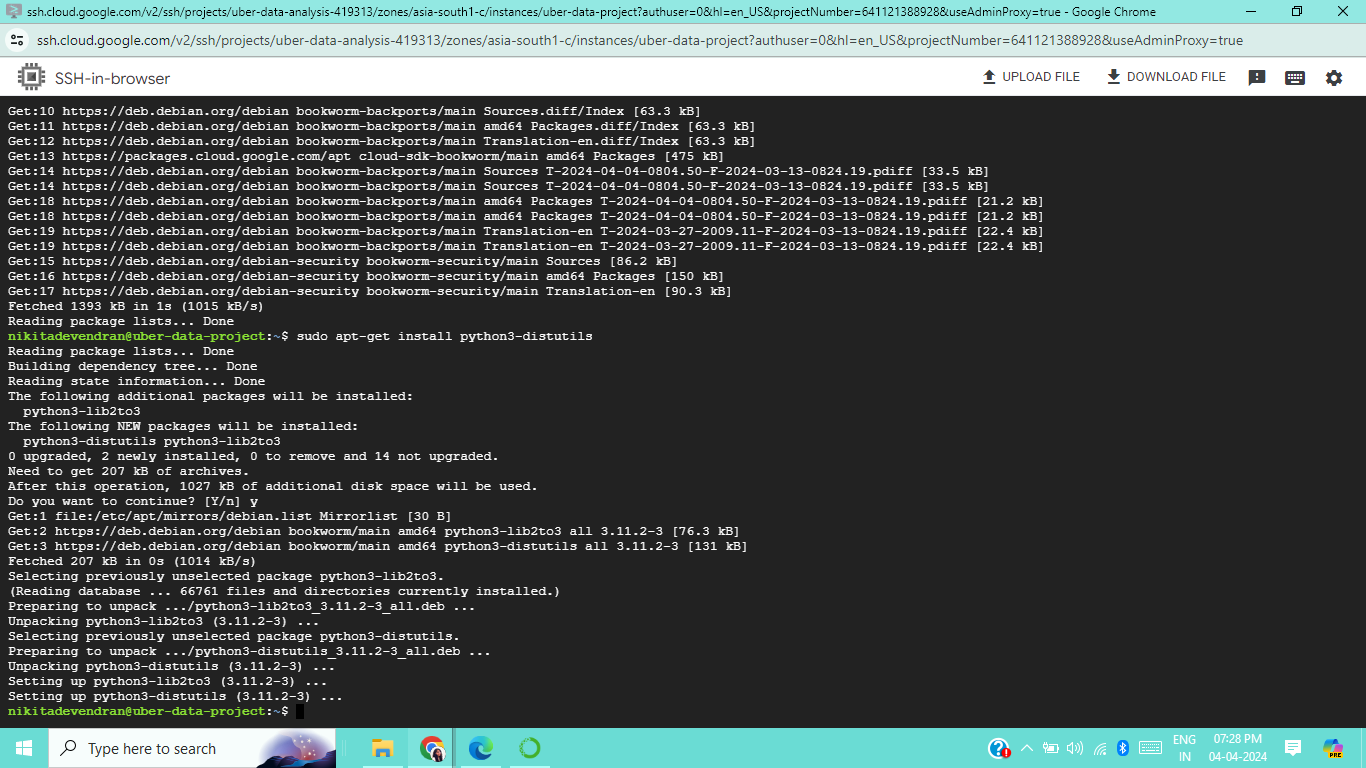 ssh.cloud.google.com/v2/ssh/projects/uber-data-analysis-419313/zones/asia-south1-c/instances/uber-data-project?authuser=0&hl=en_US&projectNumber=641121388928&useAdminProxy=true - Google Chrome
ssh.cloud.google.com/v2/ssh/projects/uber-data-analysis-419313/zones/asia-south1-c/instances/uber-data-project?authuser=0&hl=en_US&projectNumber=641121388928&useAdminProxy=true
SSH-in-browser
UPLOAD FILE
DOWNLOAD FILE
Get:10 https://deb.debian.org/debian bookworm-backports/main Sources.diff/Index [63.3 kB]
Get:11 https://deb.debian.org/debian bookworm-backports/main amd64 Packages.diff/Index [63.3 kB]
Get:12 https://deb.debian.org/debian bookworm-backports/main Translation-en.diff/Index [63.3 kB]
Get:13 https://packages.cloud.google.com/apt cloud-sdk-bookworm/main amd64 Packages [475 kB]
Get:14 https://deb.debian.org/debian bookworm-backports/main Sources T-2024-04-04-0804.50-F-2024-03-13-0824.19.pdiff [33.5 kB]
Get:14 https://deb.debian.org/debian bookworm-backports/main Sources T-2024-04-04-0804.50-F-2024-03-13-0824.19.pdiff [33.5 kB]
Get:18 https://deb.debian.org/debian bookworm-backports/main amd64 Packages T-2024-04-04-0804.50-F-2024-03-13-0824.19.pdiff [21.2 kB]
Get:18 https://deb.debian.org/debian bookworm-backports/main amd64 Packages T-2024-04-04-0804.50-F-2024-03-13-0824.19.pdiff [21.2 kB]
Get:19 https://deb.debian.org/debian bookworm-backports/main Translation-en T-2024-03-27-2009.11-F-2024-03-13-0824.19.pdiff [22.4 kB]
Get:19 https://deb.debian.org/debian bookworm-backports/main Translation-en T-2024-03-27-2009.11-F-2024-03-13-0824.19.pdiff [22.4 kB]
Get:15 https://deb.debian.org/debian-security bookworm-security/main Sources [86.2 kB]
Get:16 https://deb.debian.org/debian-security bookworm-security/main amd64 Packages [150 kB]
Get:17 https://deb.debian.org/debian-security bookworm-security/main Translation-en [90.3 kB]
Fetched 1393 kB in 1s (1015 kB/s)
Reading package lists... Done
nikitadevendran@uber-data-project:~$ sudo apt-get install python3-distutils
Reading package lists... Done
Building dependency tree... Done
Reading state information... Done
The following additional packages will be installed:
python3-lib2to3
The following NEW packages will be installed:
python3-distutils python3-lib2to3
0 upgraded, 2 newly installed, 0 to remove and 14 not upgraded.
Need to get 207 kB of archives.
After this operation, 1027 kB of additional disk space will be used.
Do you want to continue? [Y/n] y
Get:1 file:/etc/apt/mirrors/debian.list Mirrorlist [30 B]
Get:2 https://deb.debian.org/debian bookworm/main amd64 python3-lib2to3 all 3.11.2-3 [76.3 kB]
Get:3 https://deb.debian.org/debian bookworm/main amd64 python3-distutils all 3.11.2-3 [131 kB]
Fetched 207 kB in 0s (1014 kB/s)
Selecting previously unselected package python3-lib2to3.
(Reading database ... 66761 files and directories currently installed.)
Preparing to unpack .../python3-lib2to3_3.11.2-3_all.deb ...
Unpacking python3-lib2to3 (3.11.2-3) ...
Selecting previously unselected package python3-distutils.
Preparing to unpack .../python3-distutils_3.11.2-3_all.deb ...
Unpacking python3-distutils (3.11.2-3) ...
Setting up python3-lib2to3 (3.11.2-3) ...
Setting up python3-distutils (3.11.2-3) ...
nikitadevendran@uber-data-project:~$
Type here to search
ENG
IN
07:28 PM
04-04-2024
PRE